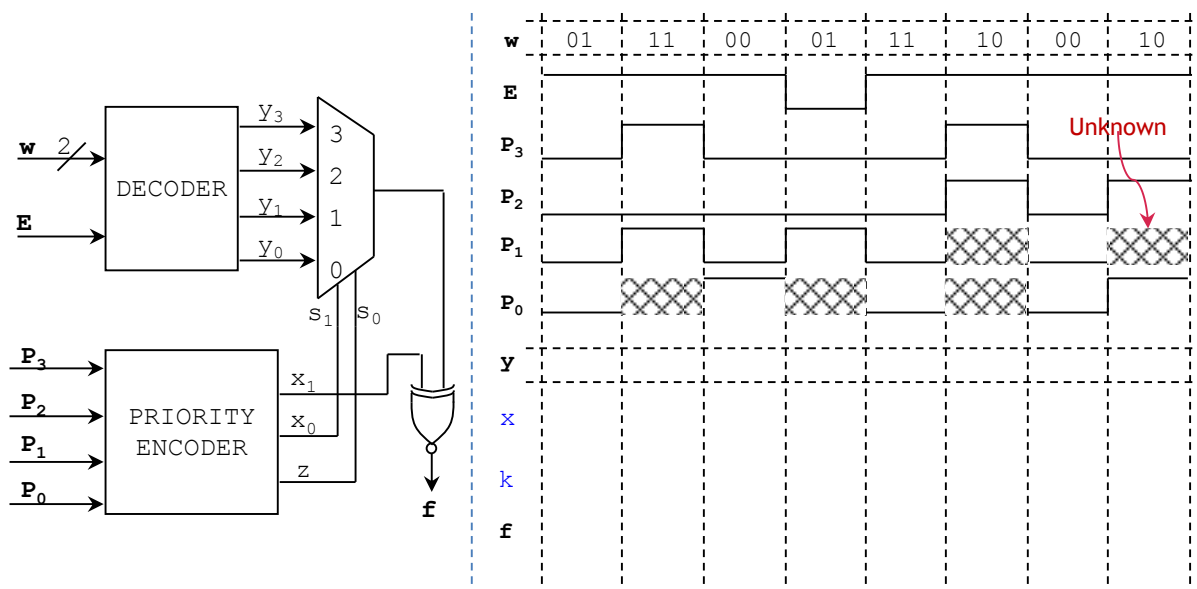 w 2
E
DECODER
y3
y2
y1
y0
3
2
1
0
s1 s0
P3
P2
P1
P0
PRIORITY
ENCODER
x1
x0
z
f
w 01 11 00 01 11 10 00 10
E
P3
Unknown
P2
P1
P0
y
x
k
f